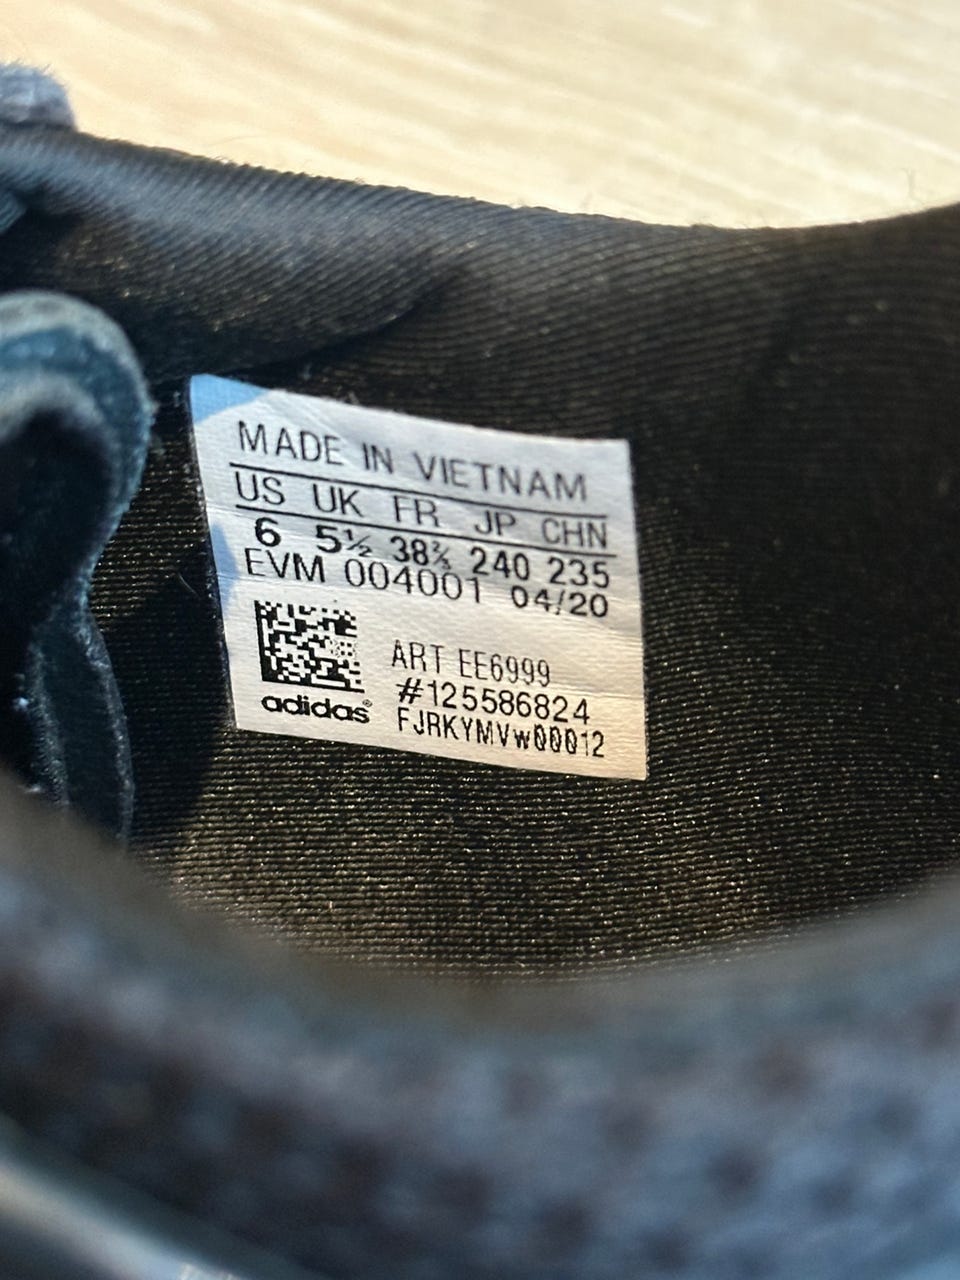 MADE IN VIETNAM
US UK FR JP CHN
6 5½ 38⅔ 240 235
EVM 004001 04/20
ART EE6999
#125586824
adidas®
FJRKYMVw00012